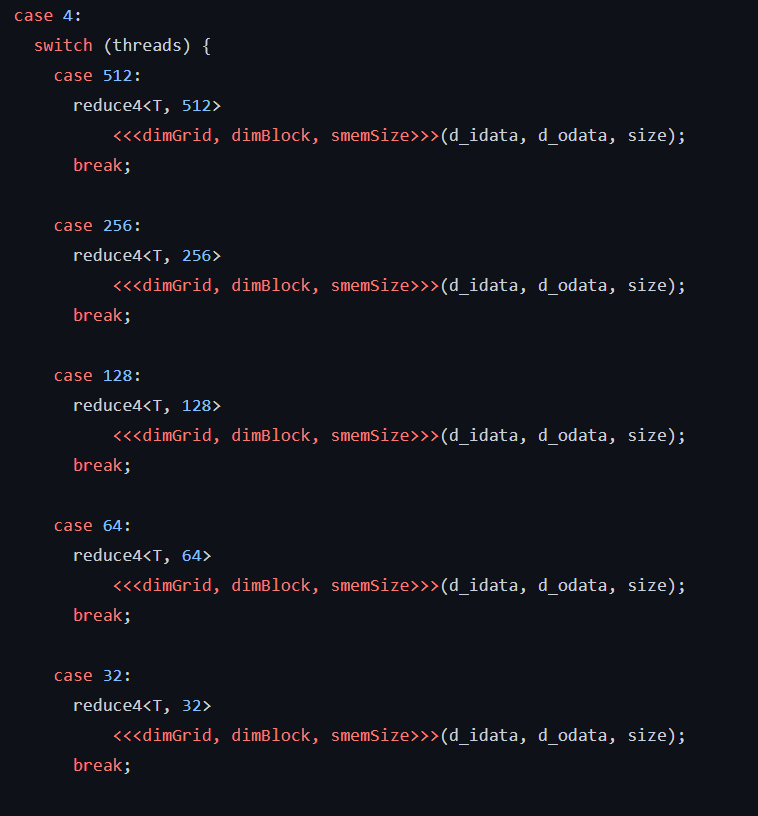 case 4:
switch (threads) {
case 512:
reduce4<T, 512>
<<<dimGrid, dimBlock, smemSize>>>(d_idata, d_odata, size);
break;
case 256:
reduce4<T, 256>
<<<dimGrid, dimBlock, smemSize>>>(d_idata, d_odata, size);
break;
case 128:
reduce4<T, 128>
<<<dimGrid, dimBlock, smemSize>>>(d_idata, d_odata, size);
break;
case 64:
reduce4<T, 64>
<<<dimGrid, dimBlock, smemSize>>>(d_idata, d_odata, size);
break;
case 32:
reduce4<T, 32>
<<<dimGrid, dimBlock, smemSize>>>(d_idata, d_odata, size);
break;